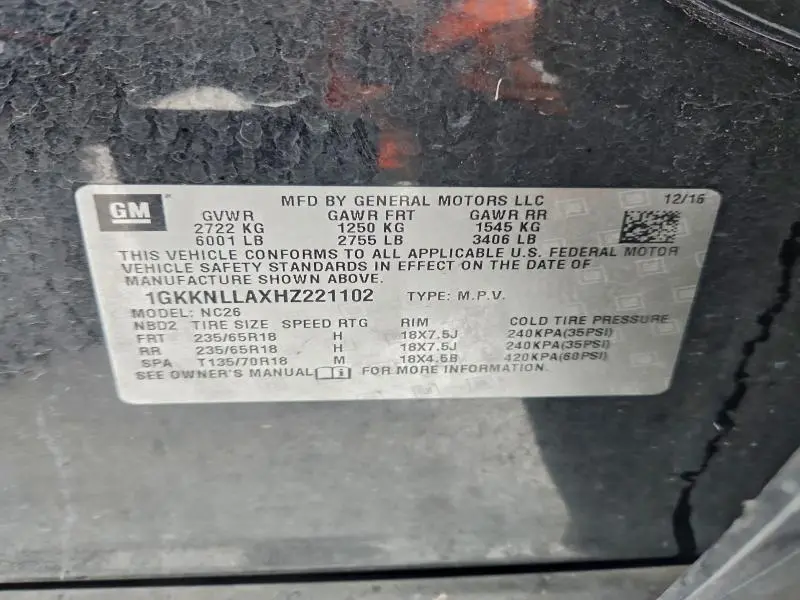 GM
MFD BY GENERAL MOTORS LLC 12/16
GVWR GAWR FRT GAWR RR
2722 KG 1250 KG 1545 KG
6001 LB 2755 LB 3406 LB
THIS VEHICLE CONFORMS TO ALL APPLICABLE U.S. FEDERAL MOTOR
VEHICLE SAFETY STANDARDS IN EFFECT ON THE DATE OF
MANUFACTURE SHOWN ABOVE.
1GKKNLLAXHZ221102 TYPE: M.P.V.
MODEL: NC26
NBD2 TIRE SIZE SPEED RTG RIM COLD TIRE PRESSURE
FRT 235/65R18 H 18X7.5J 240KPA(35PSI)
RR 235/65R18 H 18X7.5J 240KPA(35PSI)
SPA T135/70R18 M 18X4.5B 420KPA(60PSI)
SEE OWNER'S MANUAL FOR MORE INFORMATION.